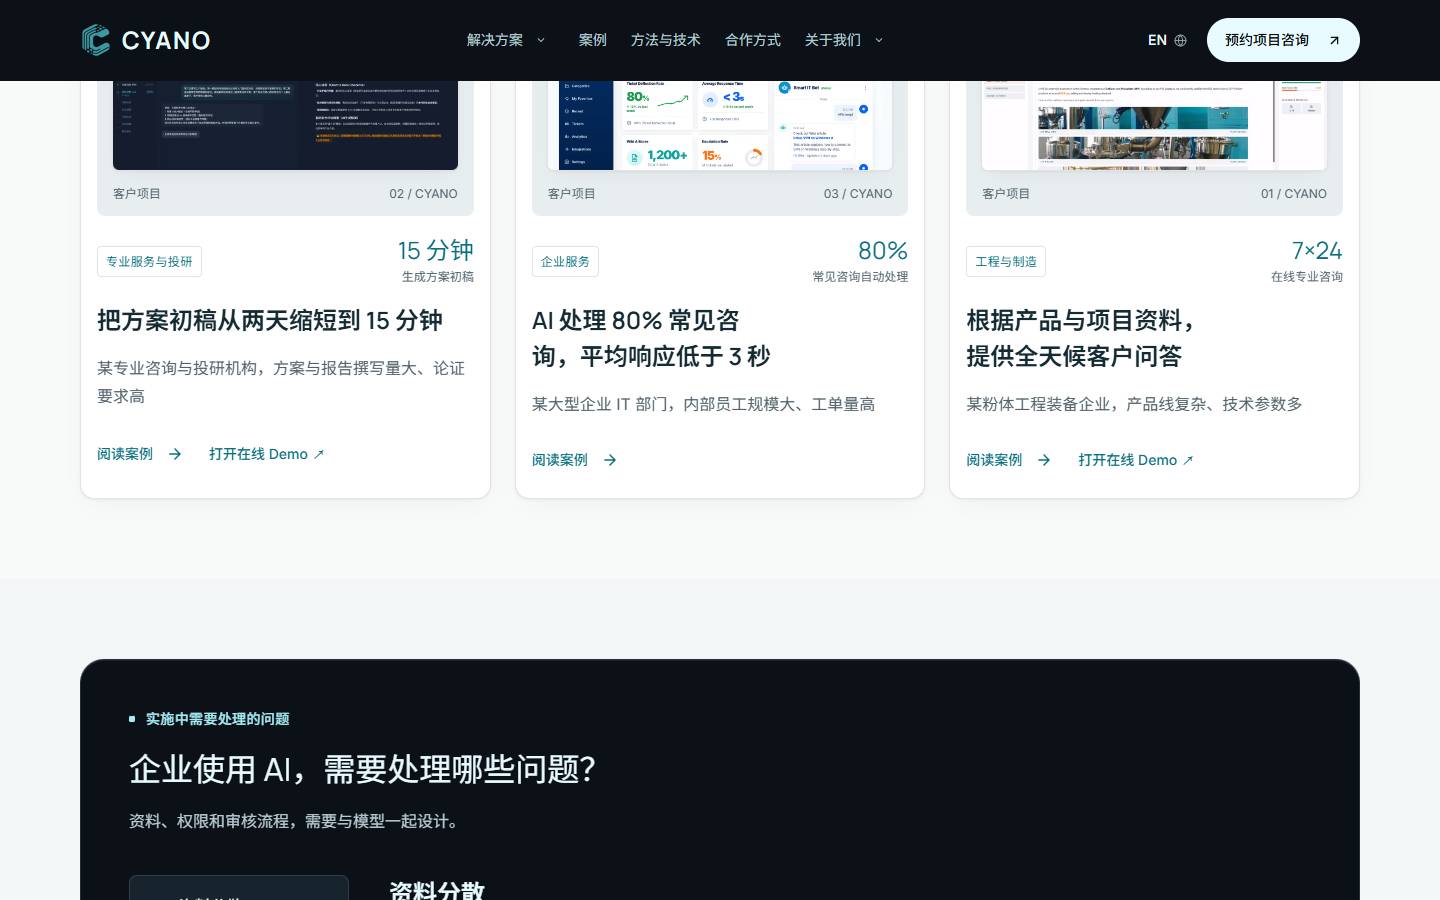 CYANO
解决方案
案例
方法与技术
合作方式
关于我们
EN
预约项目咨询
客户项目
02 / CYANO
专业服务与投研
15 分钟
生成方案初稿
把方案初稿从两天缩短到 15 分钟
某专业咨询与投研机构，方案与报告撰写量大、论证
要求高
阅读案例 →
打开在线 Demo ↗
80%
< 3s
Smart IT Bot
1,200+
15%
客户项目
03 / CYANO
企业服务
80%
常见咨询自动处理
AI 处理 80% 常见咨
询，平均响应低于 3 秒
某大型企业 IT 部门，内部员工规模大、工单量高
阅读案例 →
客户项目
01 / CYANO
工程与制造
7×24
在线专业咨询
根据产品与项目资料，
提供全天候客户问答
某粉体工程装备企业，产品线复杂、技术参数多
阅读案例 →
打开在线 Demo ↗
实施中需要处理的问题
企业使用 AI，需要处理哪些问题？
资料、权限和审核流程，需要与模型一起设计。
资料分散